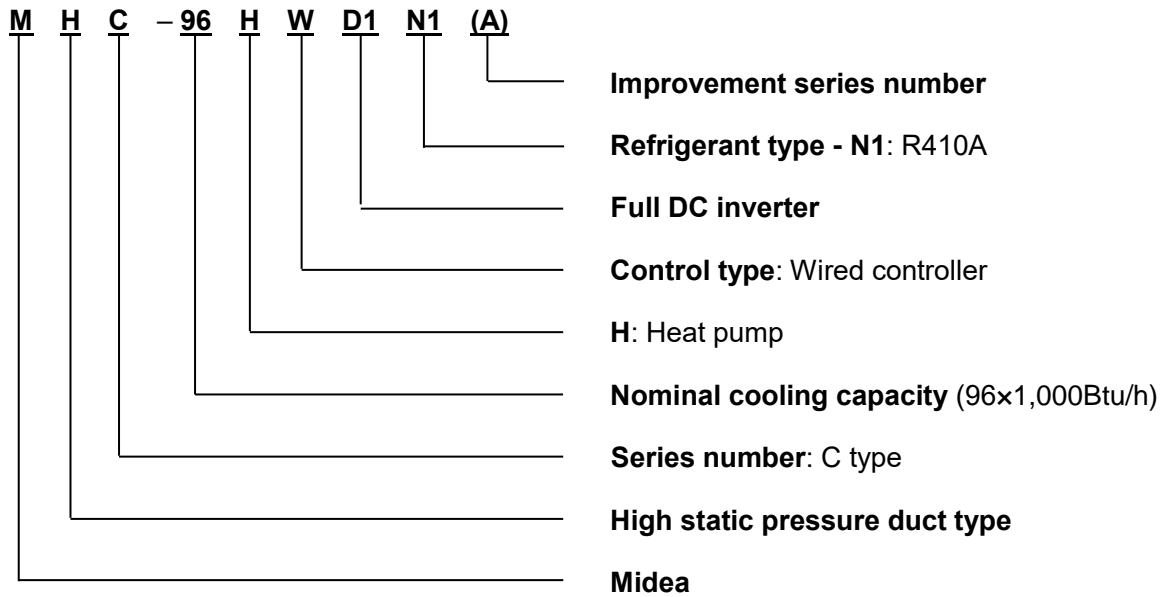 M H C – 96 H W D1 N1 (A)
Improvement series number
Refrigerant type - N1: R410A
Full DC inverter
Control type: Wired controller
H: Heat pump
Nominal cooling capacity (96×1,000Btu/h)
Series number: C type
High static pressure duct type
Midea